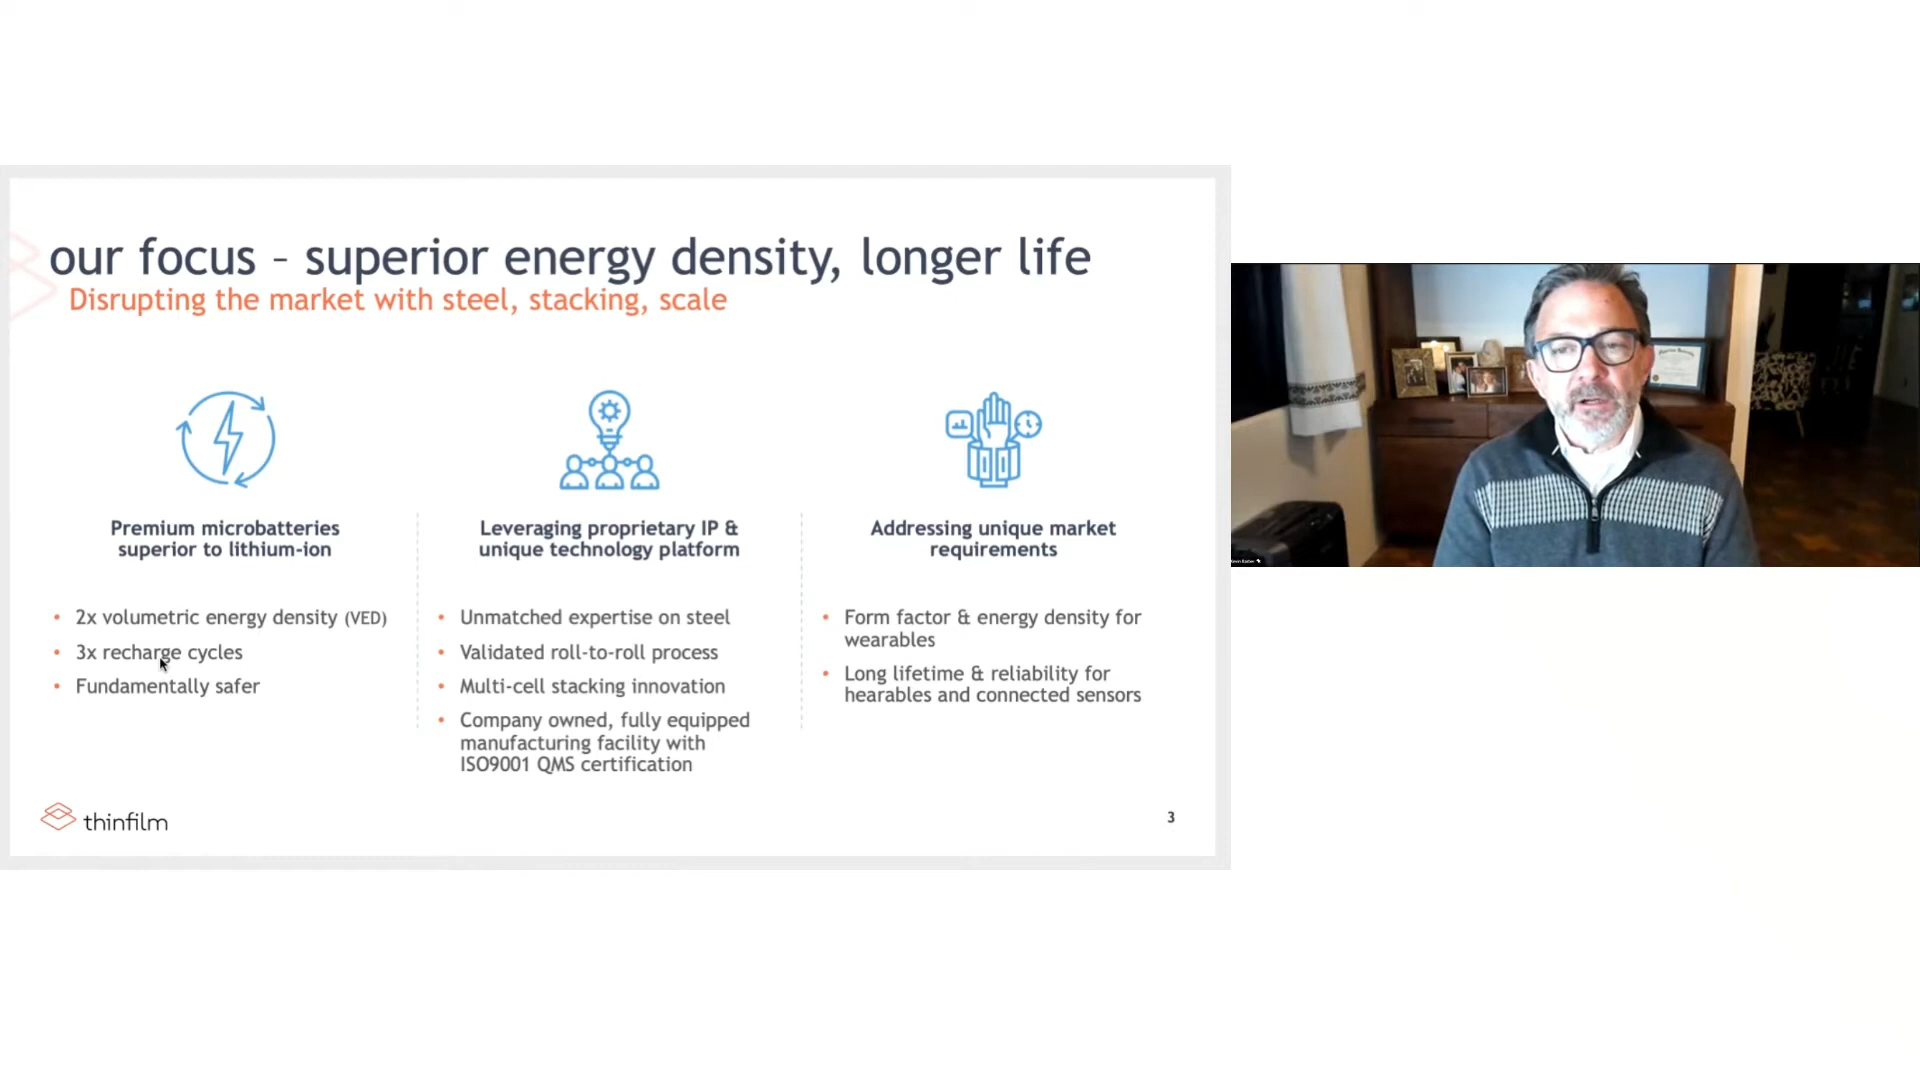 our focus – superior energy density, longer life
Disrupting the market with steel, stacking, scale
Premium microbatteries
superior to lithium-ion
• 2x volumetric energy density (VED)
• 3x recharge cycles
• Fundamentally safer
Leveraging proprietary IP &
unique technology platform
• Unmatched expertise on steel
• Validated roll-to-roll process
• Multi-cell stacking innovation
• Company owned, fully equipped
manufacturing facility with
ISO9001 QMS certification
Addressing unique market
requirements
• Form factor & energy density for
wearables
• Long lifetime & reliability for
hearables and connected sensors
thinfilm
3